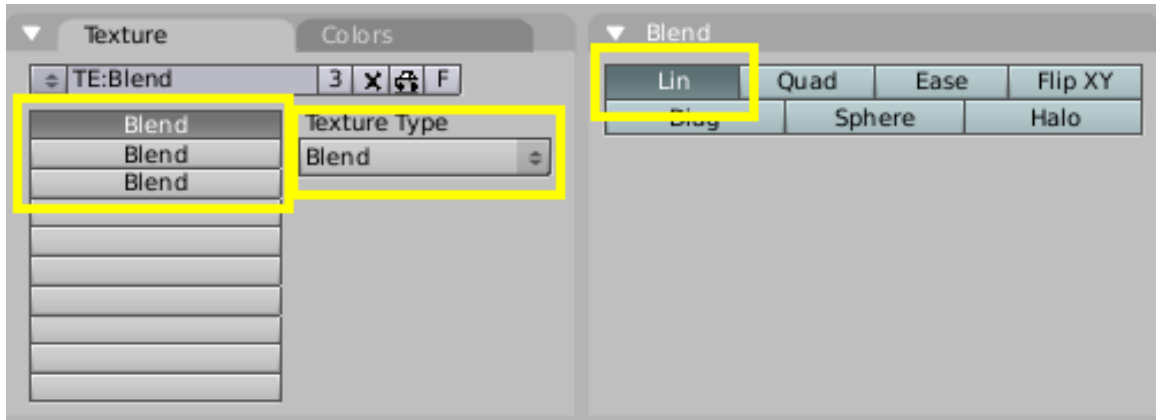 Texture
Colors
TE:Blend 3 F
Blend
Blend
Blend
Texture Type
Blend
Blend
Lin Quad Ease Flip XY
Diag Sphere Halo